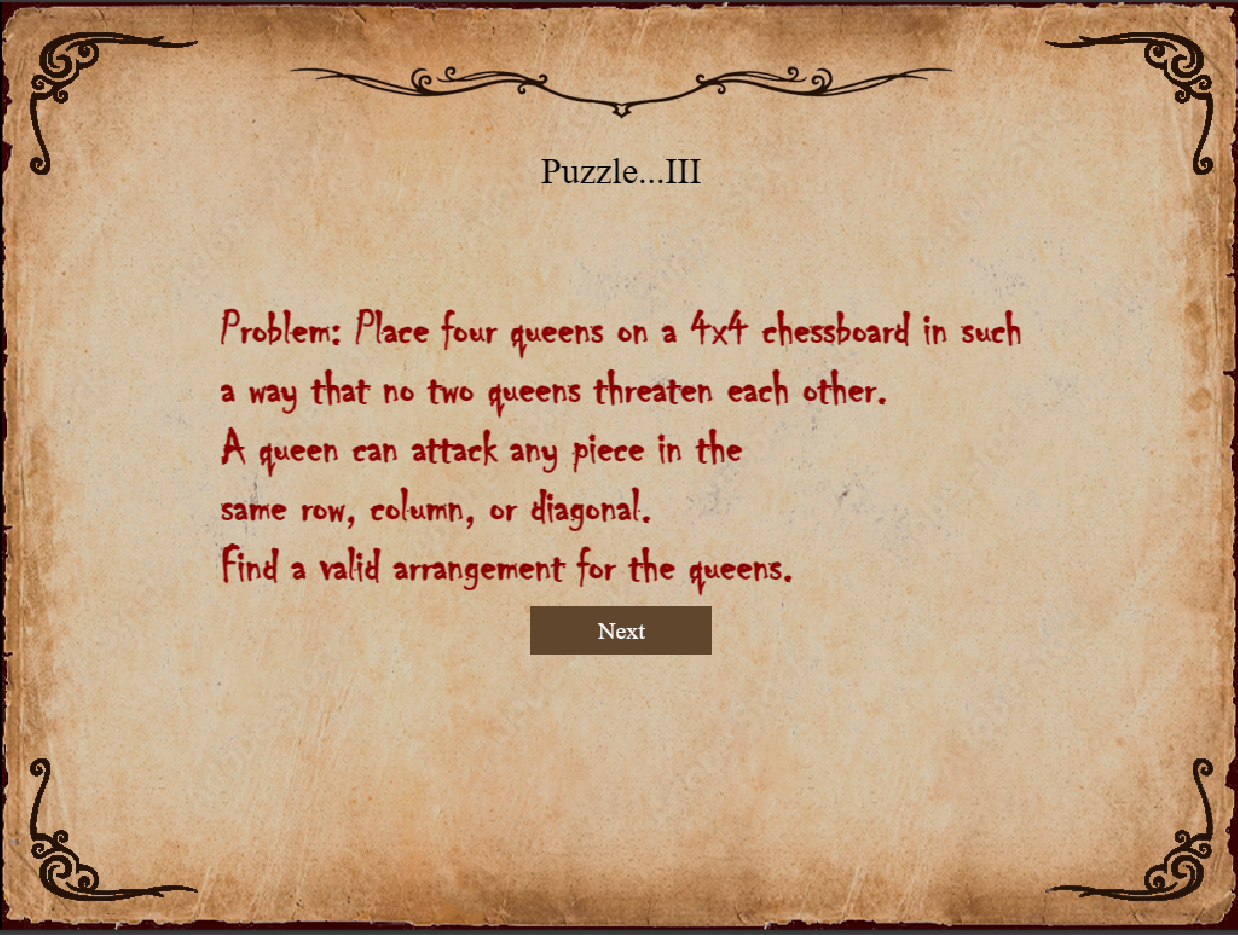 Puzzle...III
Problem: Place four queens on a 4x4 chessboard in such
a way that no two queens threaten each other.
A queen can attack any piece in the
same row, column, or diagonal.
Find a valid arrangement for the queens.
Next